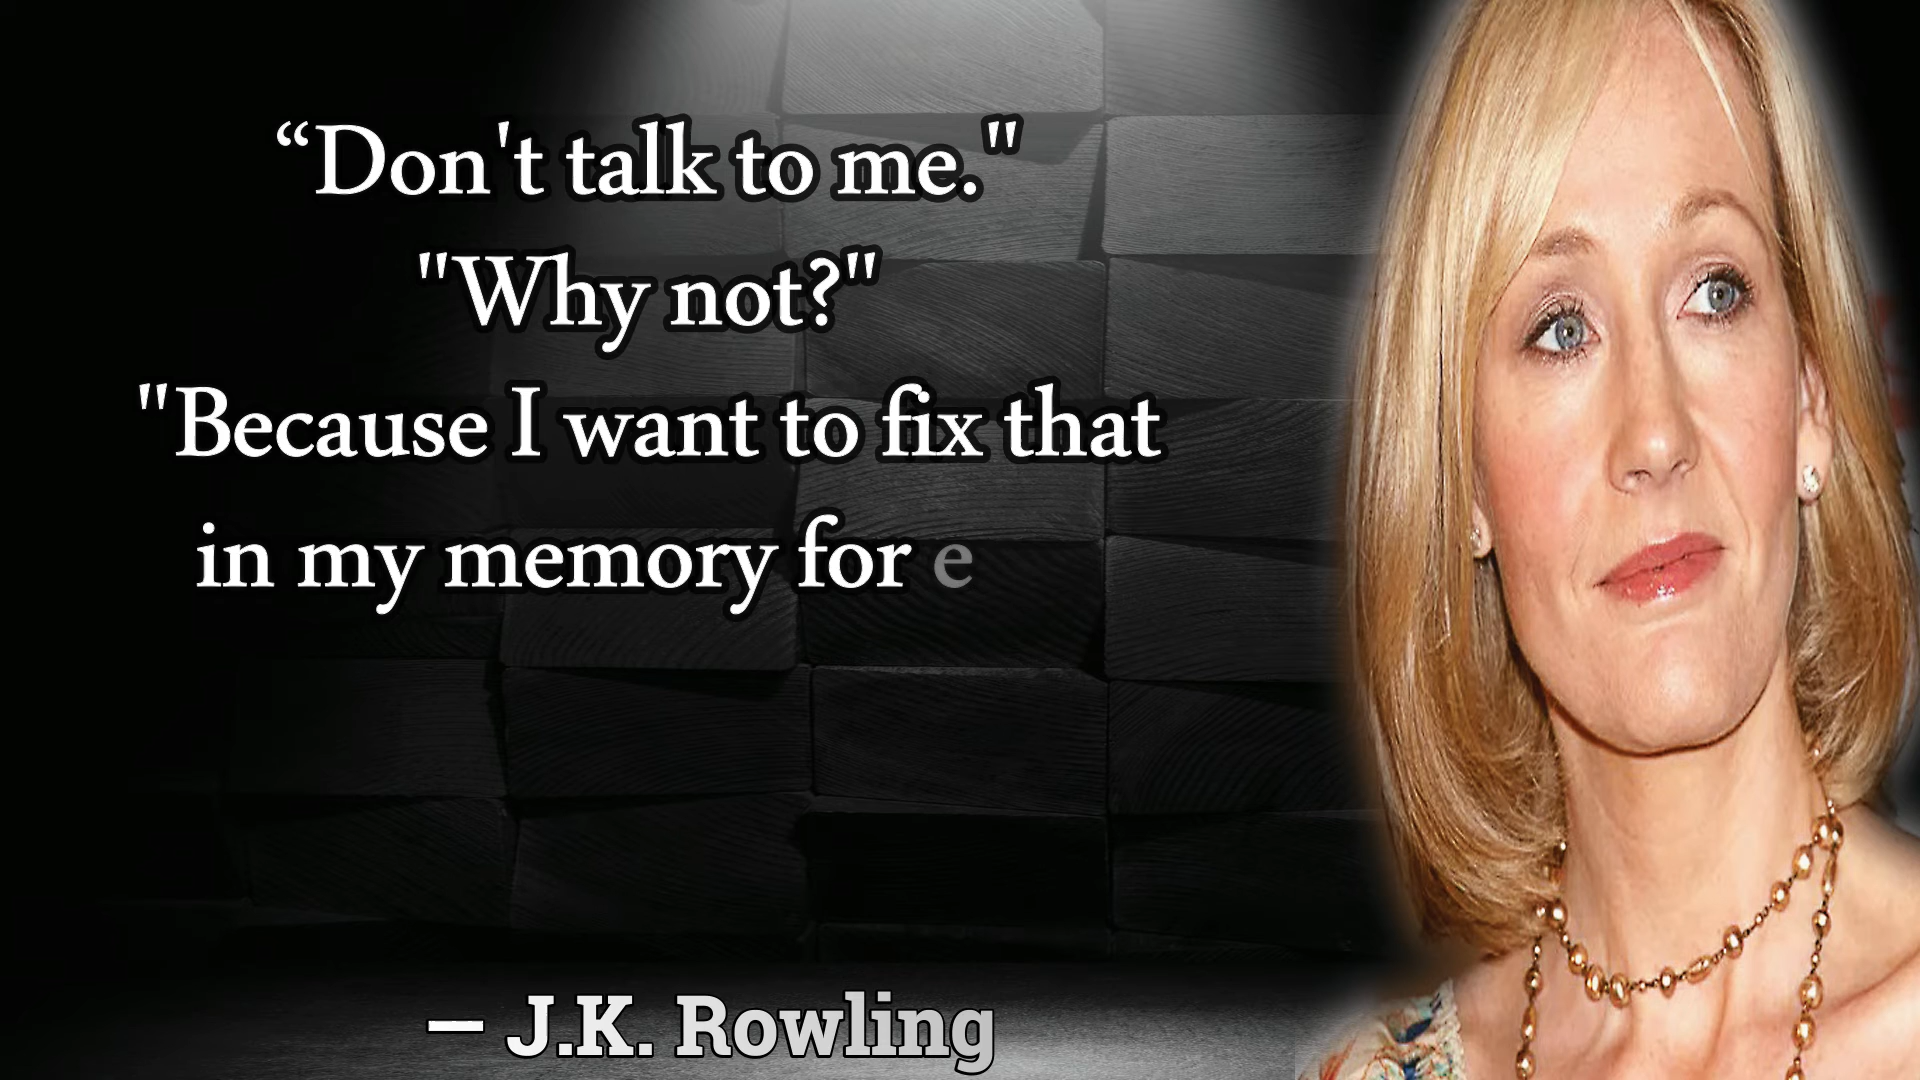 “Don't talk to me."
"Why not?"
"Because I want to fix that
in my memory for e
— J.K. Rowling